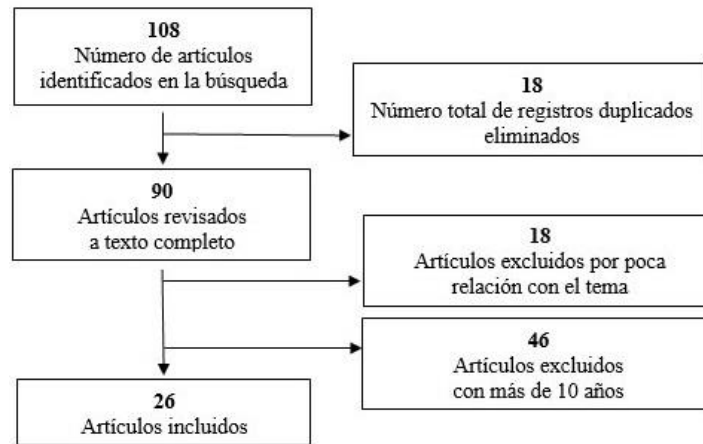 108
Número de artículos
identificados en la búsqueda
18
Número total de registros duplicados
eliminados
90
Artículos revisados
a texto completo
18
Artículos excluidos por poca
relación con el tema
46
Artículos excluidos
con más de 10 años
26
Artículos incluidos